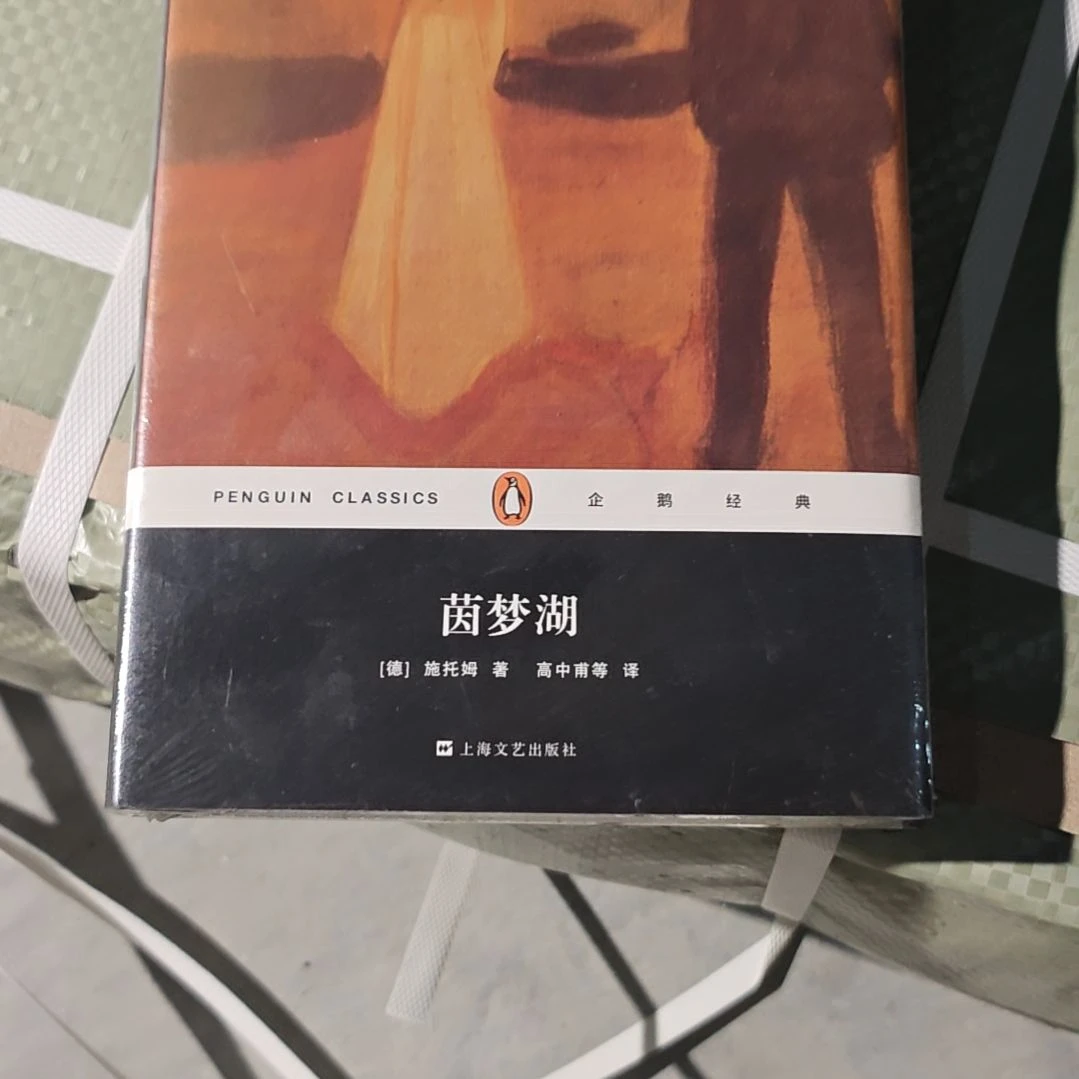 PENGUIN CLASSICS 企鹅经典
茵梦湖
[德] 施托姆 著 高中甫等 译
上海文艺出版社